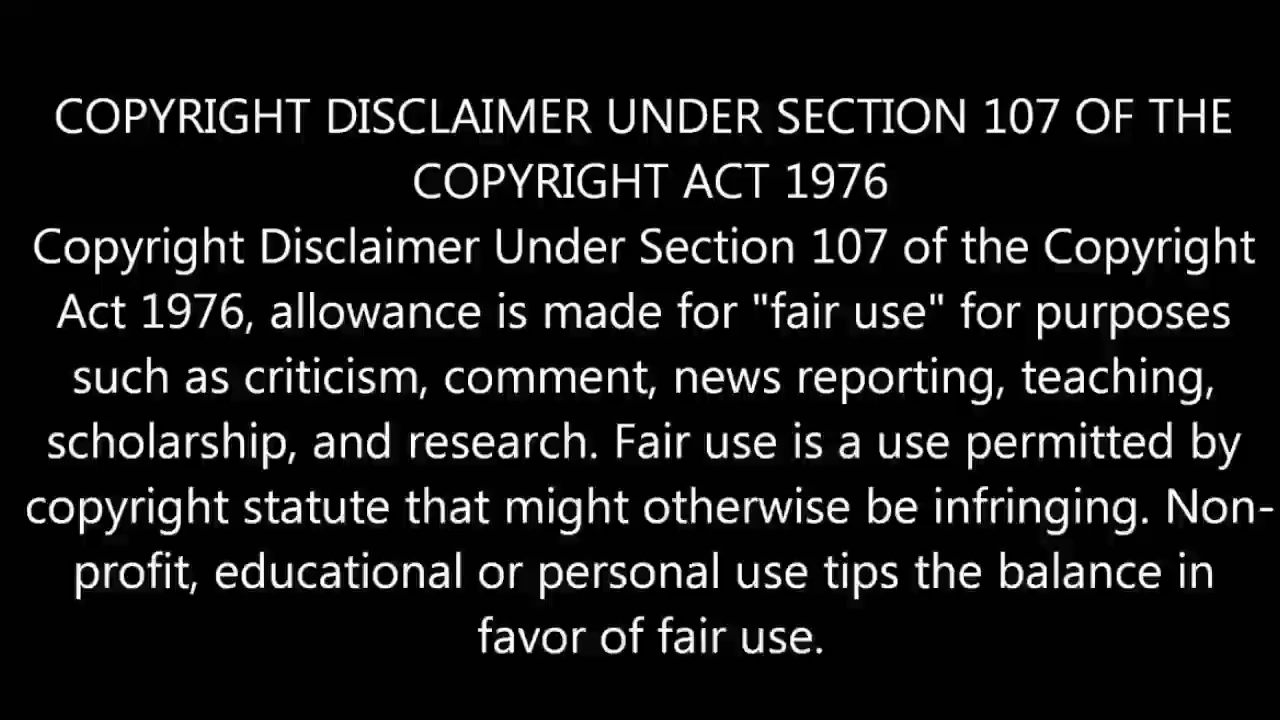 COPYRIGHT DISCLAIMER UNDER SECTION 107 OF THE
COPYRIGHT ACT 1976
Copyright Disclaimer Under Section 107 of the Copyright
Act 1976, allowance is made for "fair use" for purposes
such as criticism, comment, news reporting, teaching,
scholarship, and research. Fair use is a use permitted by
copyright statute that might otherwise be infringing. Non-
profit, educational or personal use tips the balance in
favor of fair use.